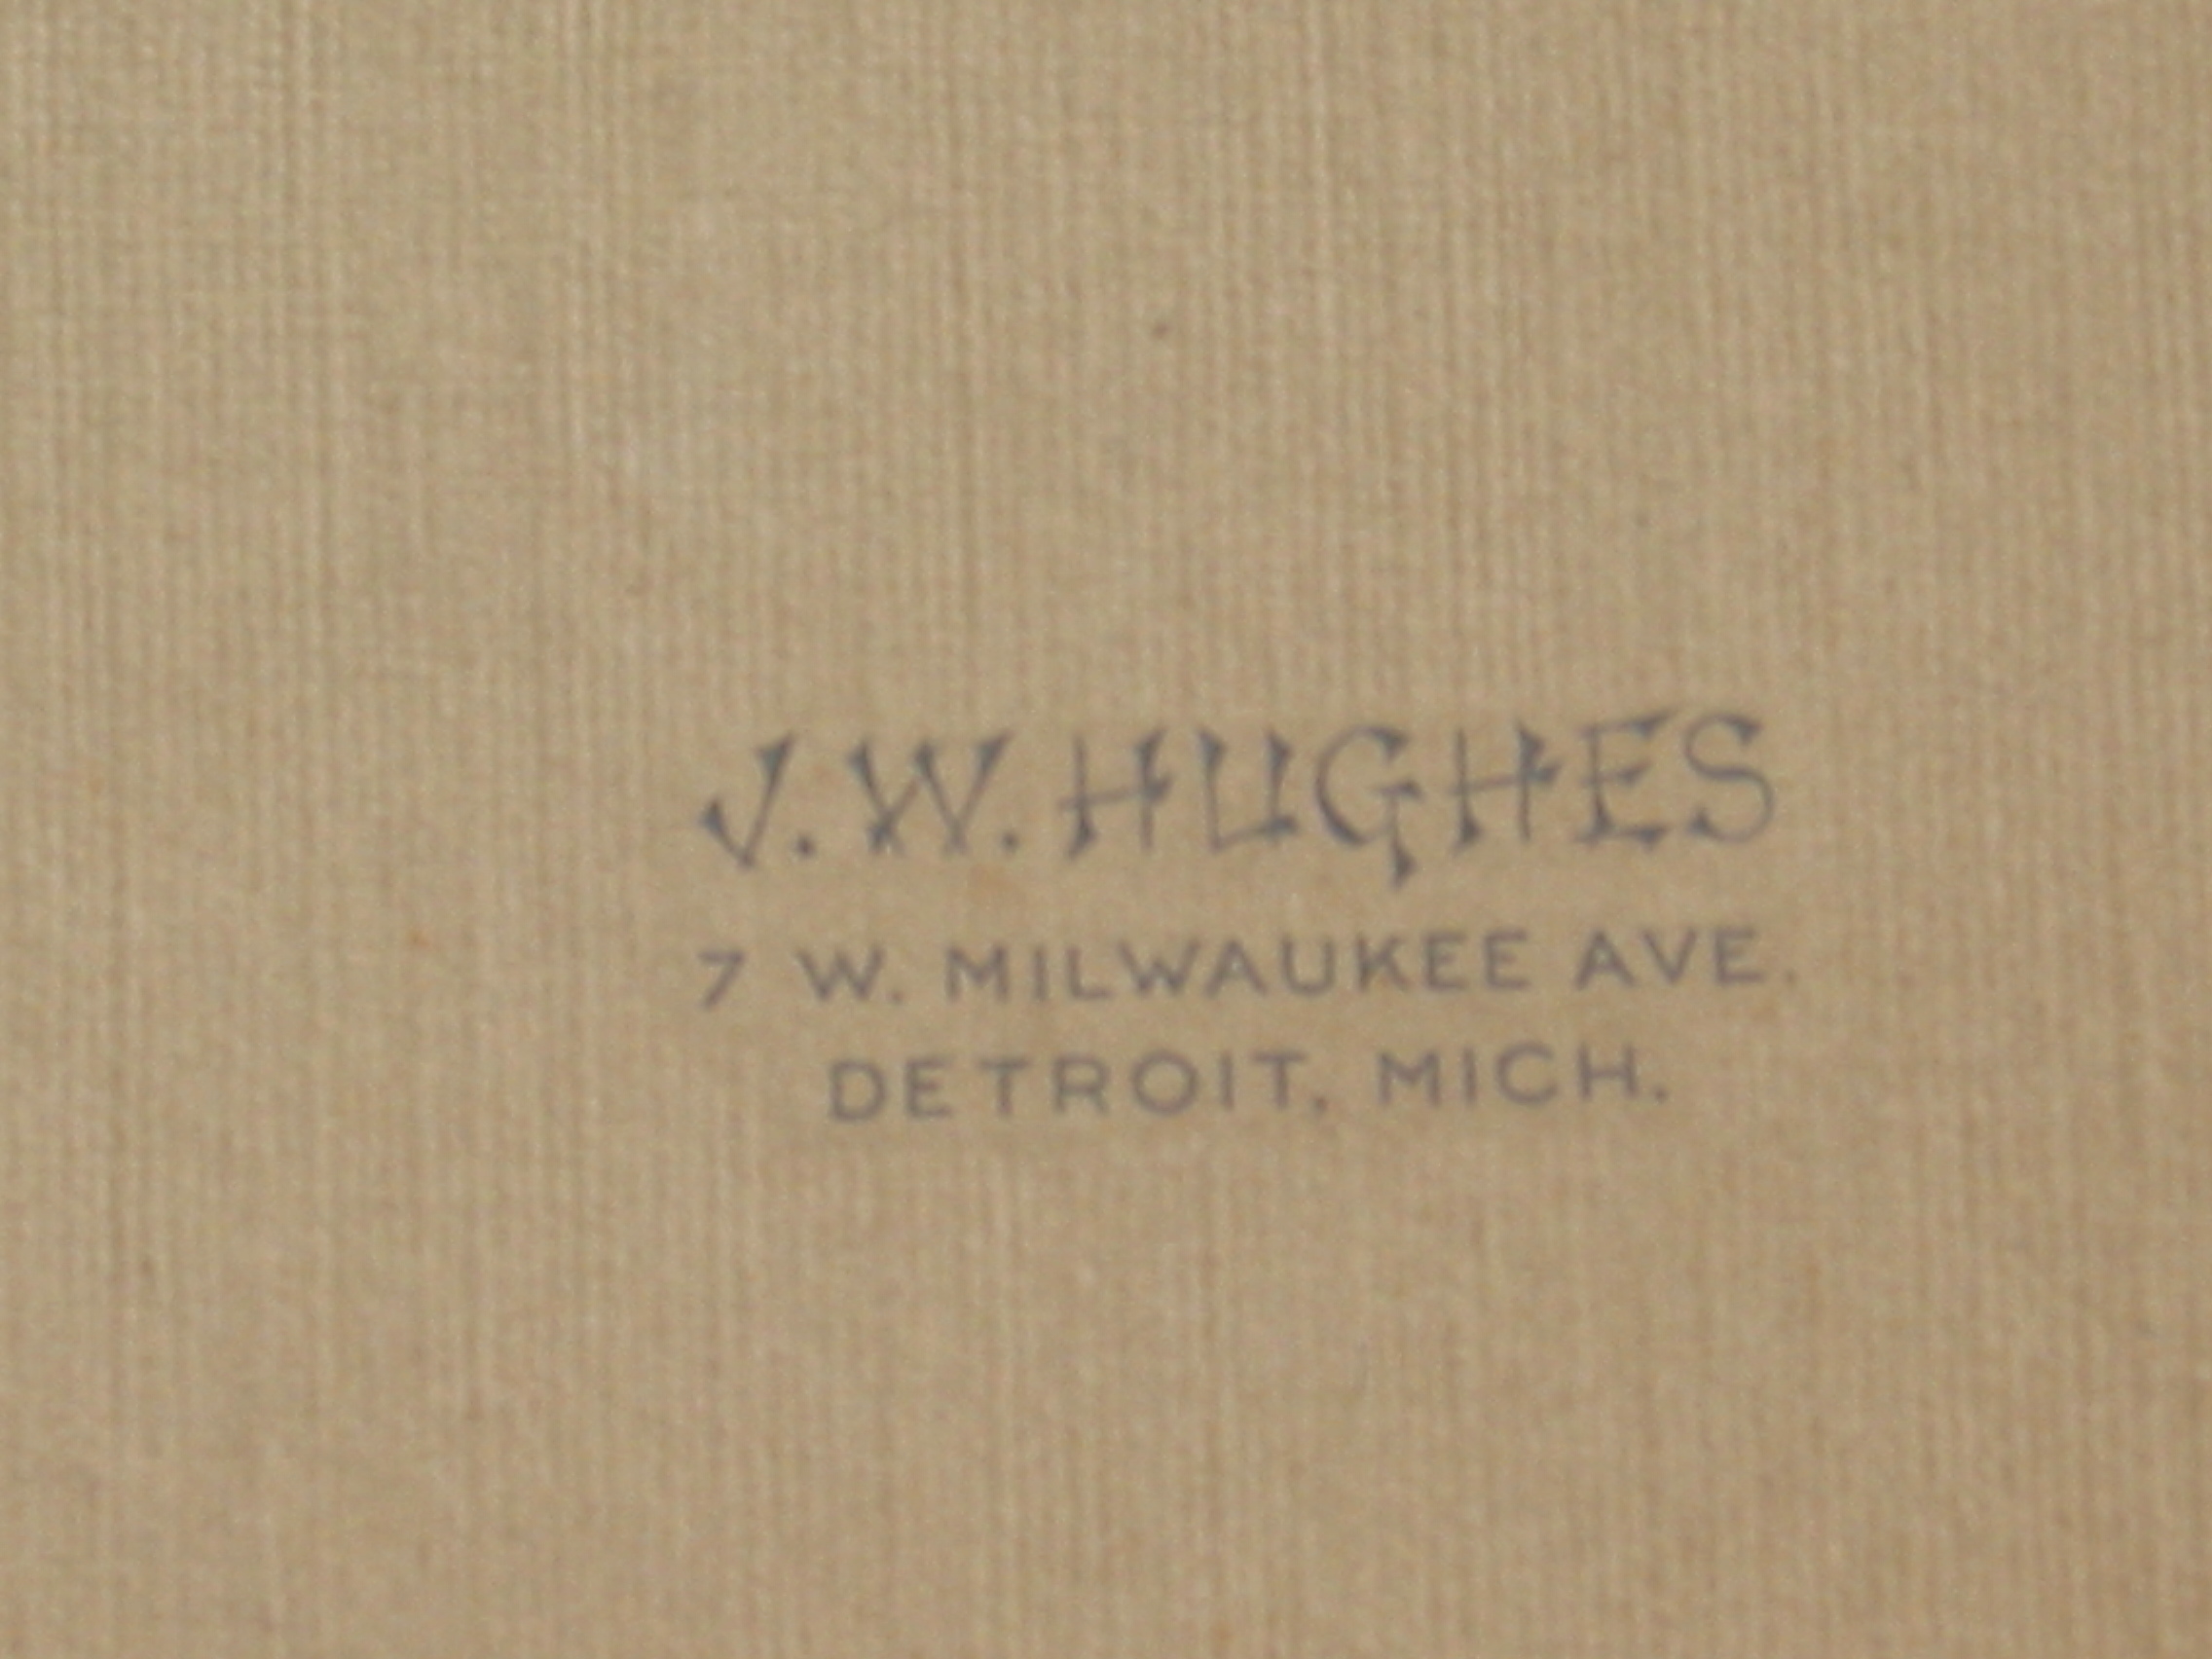 J. W. HUGHES
7 W. MILWAUKEE AVE.
DETROIT, MICH.